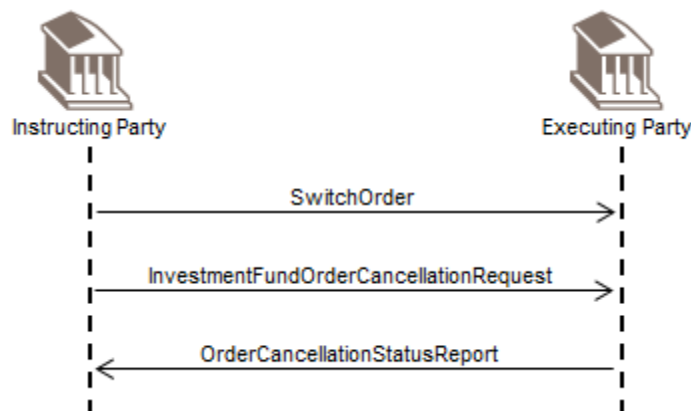 Instructing Party
Executing Party
SwitchOrder
InvestmentFundOrderCancellationRequest
OrderCancellationStatusReport